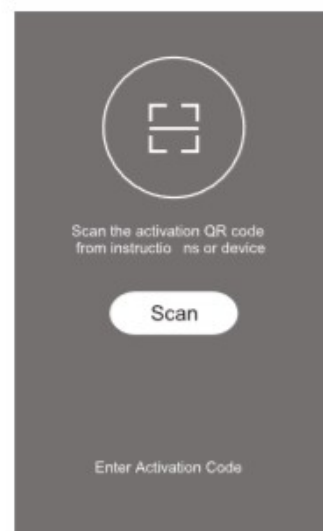 Scan the activation QR code
from instructio ns or device
Scan
Enter Activation Code